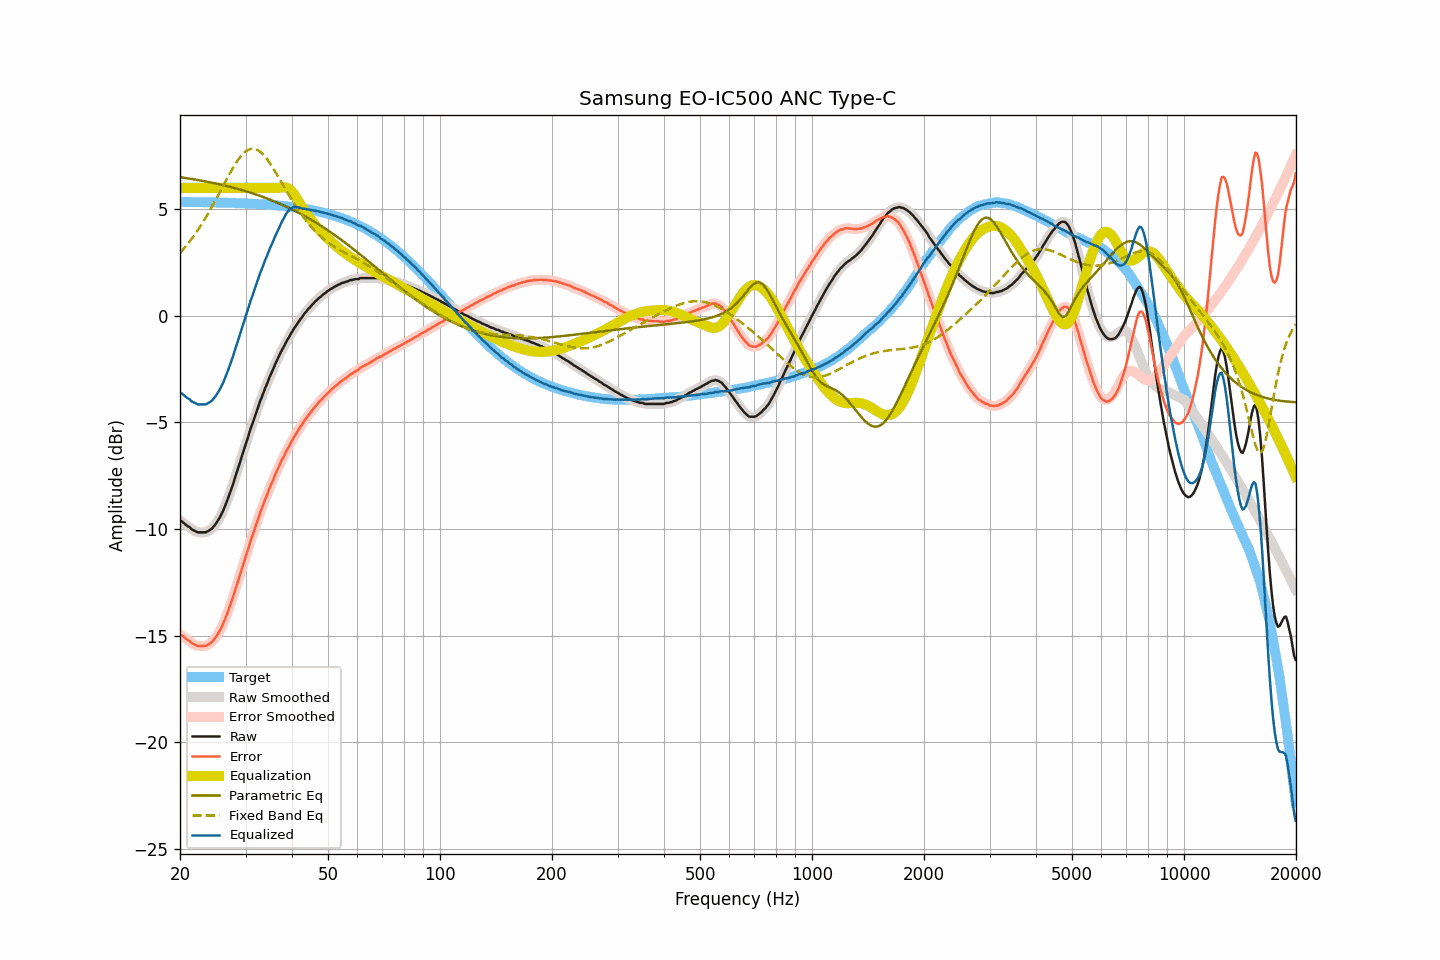 Samsung EO-IC500 ANC Type-C
Amplitude (dBr)
5
0
−5
−10
−15
−20
−25
Target
Raw Smoothed
Error Smoothed
Raw
Error
Equalization
Parametric Eq
Fixed Band Eq
Equalized
20 50 100 200 500 1000 2000 5000 10000 20000
Frequency (Hz)